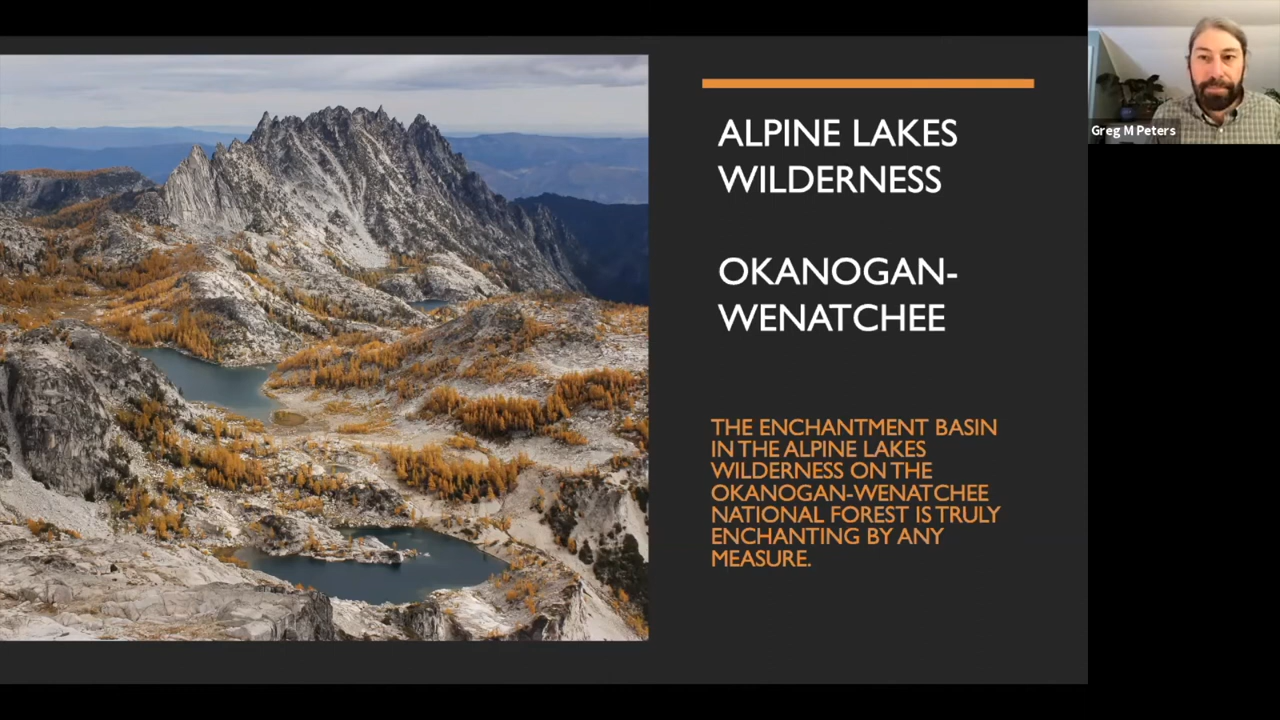 ALPINE LAKES
WILDERNESS
OKANOGAN-
WENATCHEE
THE ENCHANTMENT BASIN
IN THE ALPINE LAKES
WILDERNESS ON THE
OKANOGAN-WENATCHEE
NATIONAL FOREST IS TRULY
ENCHANTING BY ANY
MEASURE.
Greg M Peters